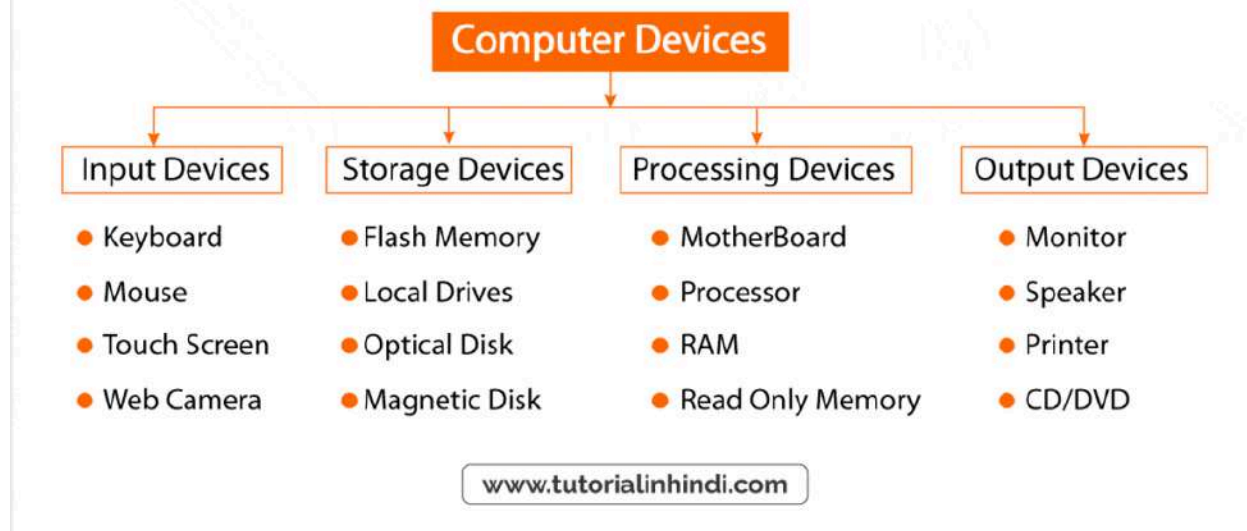 Computer Devices
Input Devices
Keyboard
Mouse
Touch Screen
Web Camera
Storage Devices
Flash Memory
Local Drives
Optical Disk
Magnetic Disk
Processing Devices
MotherBoard
Processor
RAM
Read Only Memory
Output Devices
Monitor
Speaker
Printer
CD/DVD
www.tutorialinhindi.com